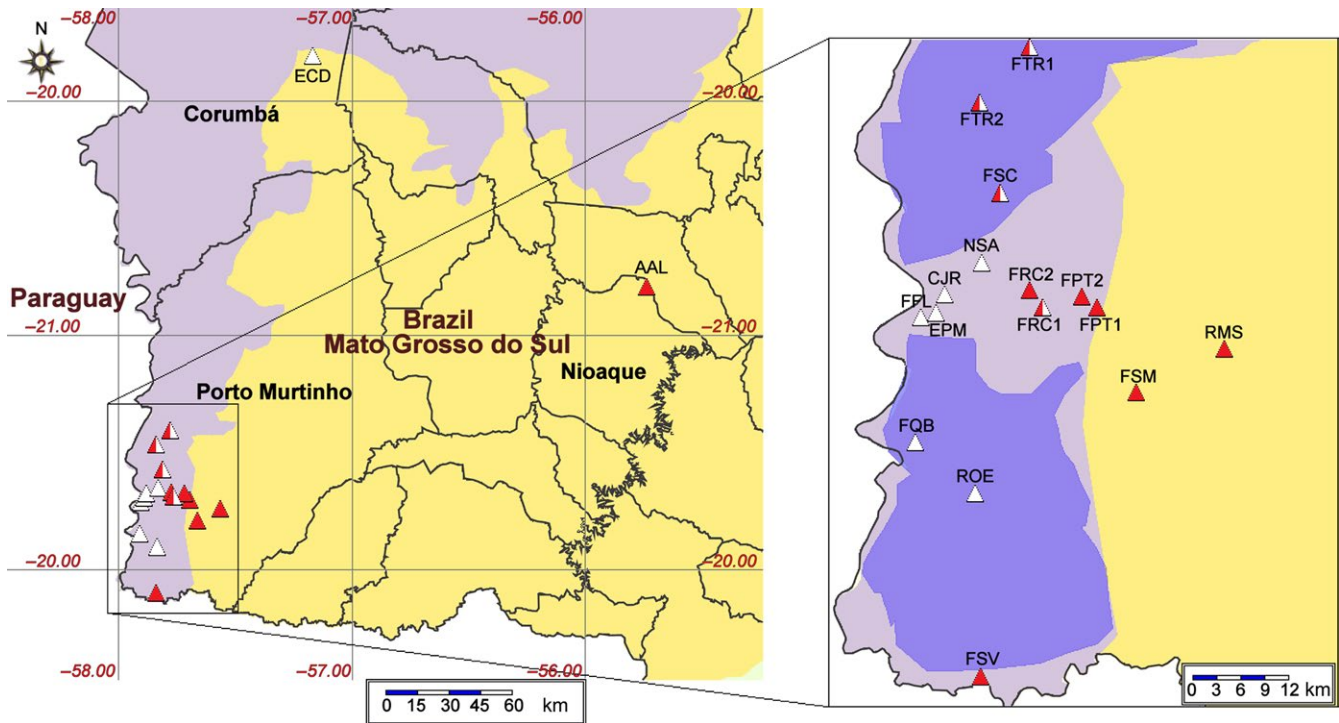 −58.00
−57.00
−56.00
N
ECD
−20.00
−20.00
Corumbá
AAL
Paraguay
Brazil
Mato Grosso do Sul
−21.00
−21.00
Nioaque
Porto Murtinho
−20.00
−20.00
−58.00
−57.00
−56.00
0 15 30 45 60 km
FTR1
FTR2
FSC
NSA
CJR
FRC2
FPT2
FFL
EPM
FRC1
FPT1
RMS
FSM
FQB
ROE
FSV
0 3 6 9 12 km